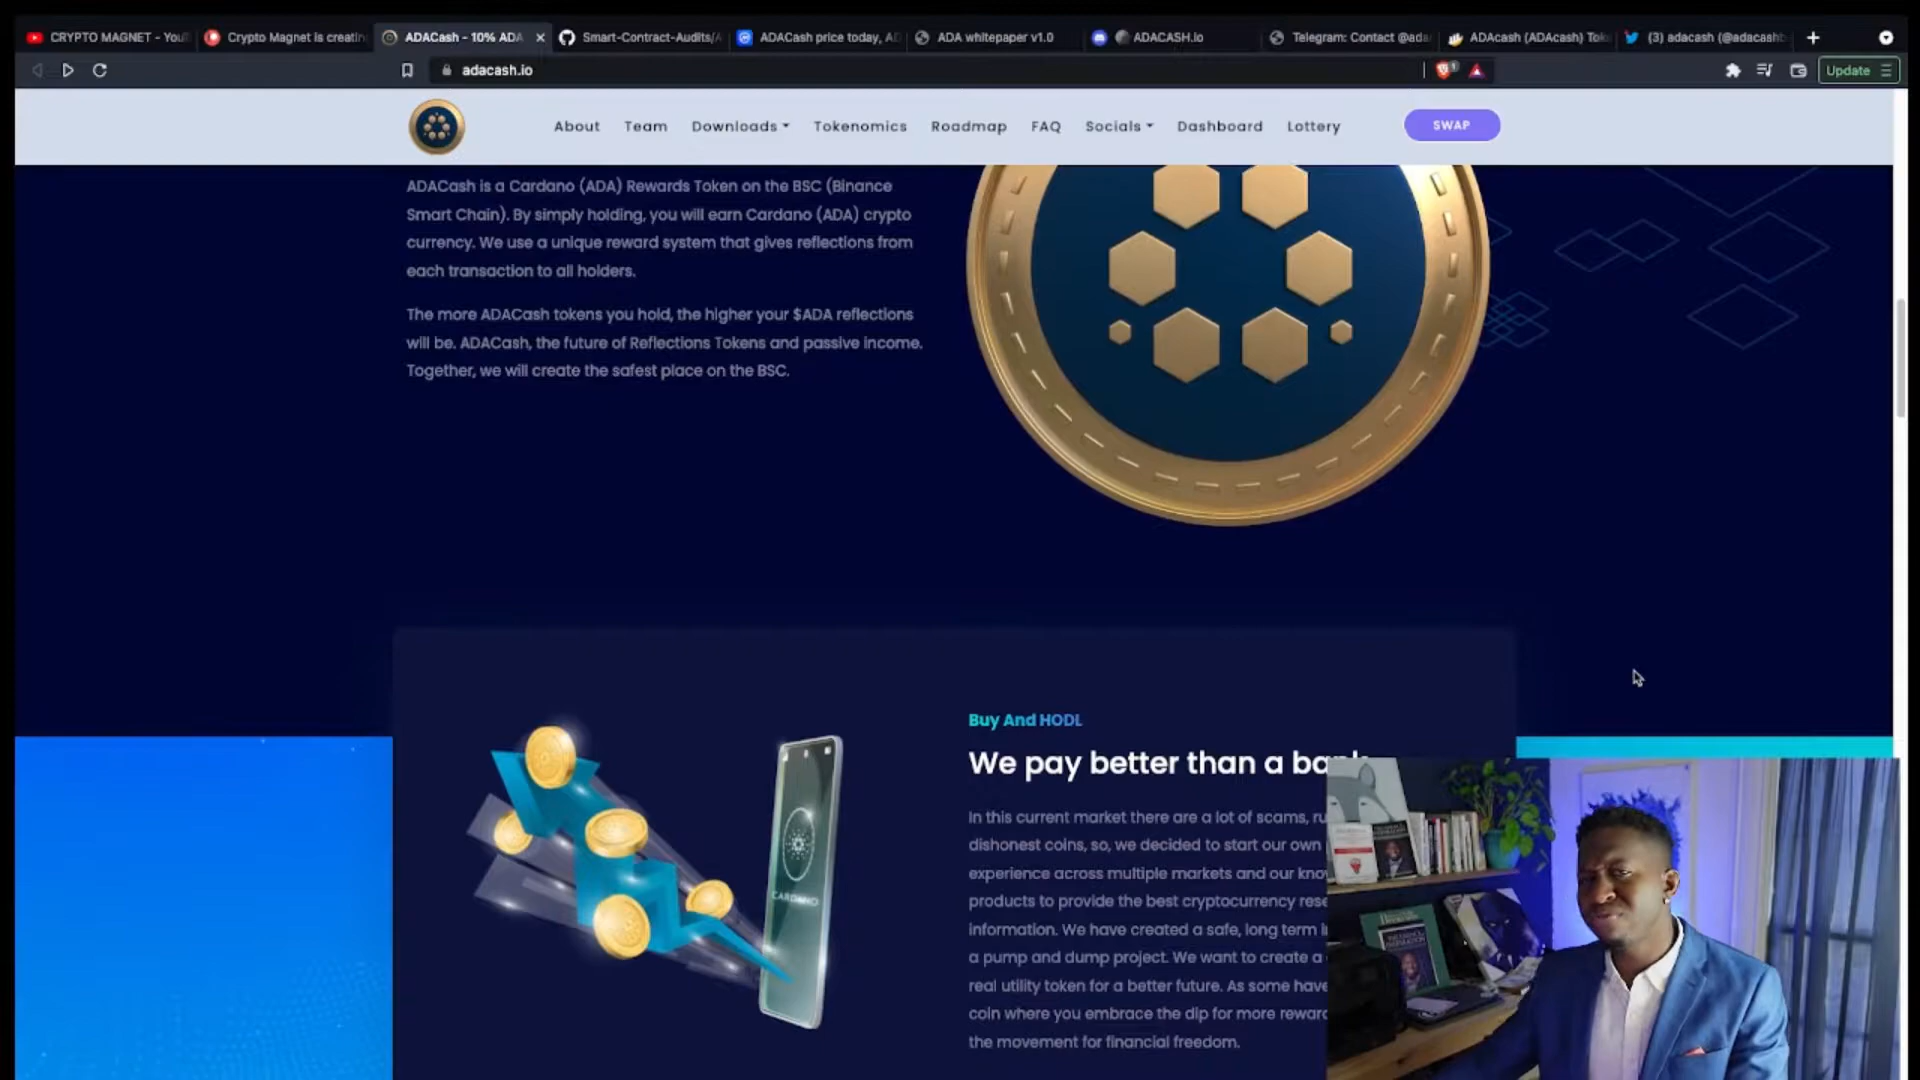 CRYPTO MAGNET - You
Crypto Magnet is creatin
ADACash - 10% ADA
Smart-Contract-Audits/A
ADACash price today, AD
ADA whitepaper v1.0
ADACASH.io
Telegram: Contact @ada
ADAcash (ADAcash) Tok
(3) adacash (@adacash
adacash.io
Update
About
Team
Downloads
Tokenomics
Roadmap
FAQ
Socials
Dashboard
Lottery
SWAP
ADACash is a Cardano (ADA) Rewards Token on the BSC (Binance
Smart Chain). By simply holding, you will earn Cardano (ADA) crypto
currency. We use a unique reward system that gives reflections from
each transaction to all holders.
The more ADACash tokens you hold, the higher your $ADA reflections
will be. ADACash, the future of Reflections Tokens and passive income.
Together, we will create the safest place on the BSC.
CARDANO
Buy And HODL
We pay better than a bank
In this current market there are a lot of scams, ru
dishonest coins, so, we decided to start our own
experience across multiple markets and our kno
products to provide the best cryptocurrency rese
information. We have created a safe, long term i
a pump and dump project. We want to create a
real utility token for a better future. As some have
coin where you embrace the dip for more reward
the movement for financial freedom.